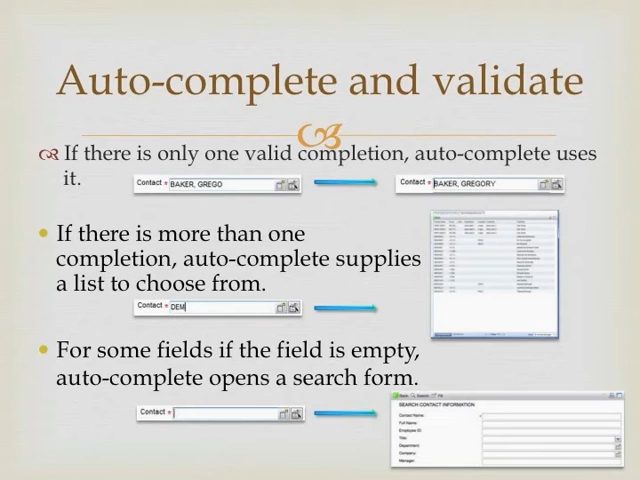 Auto-complete and validate
If there is only one valid completion, auto-complete uses
it.
Contact * BAKER, GREGO
Contact * BAKER, GREGORY
If there is more than one
completion, auto-complete supplies
a list to choose from.
Contact * DEM
For some fields if the field is empty,
auto-complete opens a search form.
Contact *
Back Search Fill
SEARCH CONTACT INFORMATION
Contact Name:
Full Name:
Employee ID:
Title:
Department:
Company:
Manager: